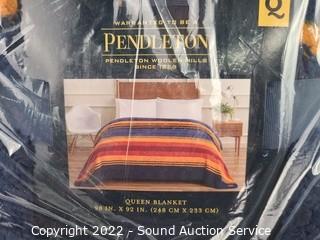 Q
WARRANTED TO BE A
PENDLETON
PENDLETON WOOLEN MILLS
SINCE 1863
QUEEN BLANKET
98 IN. X 92 IN. (248 CM X 233 CM)
Copyright 2022 - Sound Auction Service